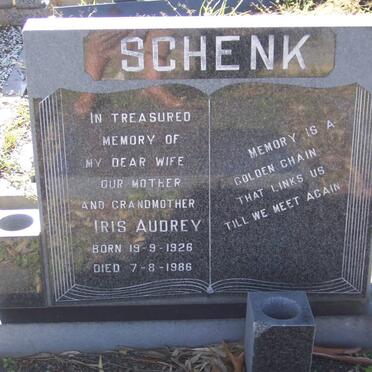 SCHENK
IN TREASURED
MEMORY OF
MY DEAR WIFE
OUR MOTHER
AND GRANDMOTHER
IRIS AUDREY
BORN 19-9-1926
DIED 7-8-1986
MEMORY IS A
GOLDEN CHAIN
THAT LINKS US
TILL WE MEET AGAIN